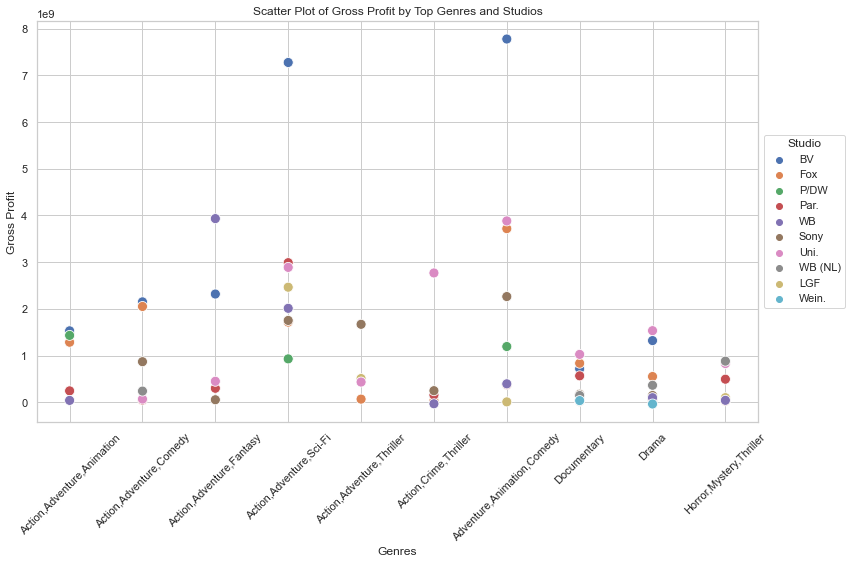 Scatter Plot of Gross Profit by Top Genres and Studios
1e9
8
7
6
5
4
3
2
1
0
Gross Profit
Action,Adventure,Animation
Action,Adventure,Comedy
Action,Adventure,Fantasy
Action,Adventure,Sci-Fi
Action,Adventure,Thriller
Action,Crime,Thriller
Adventure,Animation,Comedy
Documentary
Drama
Horror,Mystery,Thriller
Genres
Studio
BV
Fox
P/DW
Par.
WB
Sony
Uni.
WB (NL)
LGF
Wein.